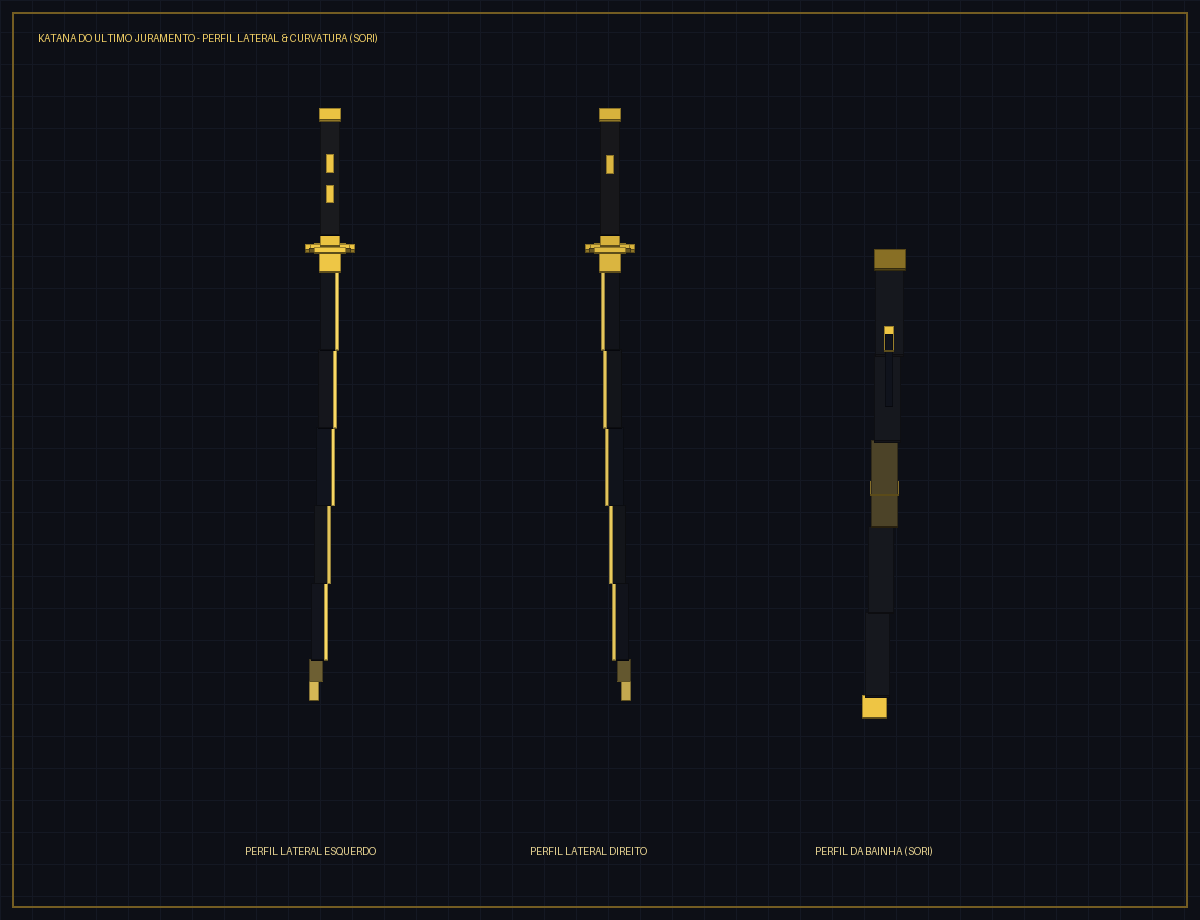 KATANA DO ULTIMO JURAMENTO - PERFIL LATERAL & CURVATURA (SORI)
PERFIL LATERAL ESQUERDO
PERFIL LATERAL DIREITO
PERFIL DA BAINHA (SORI)